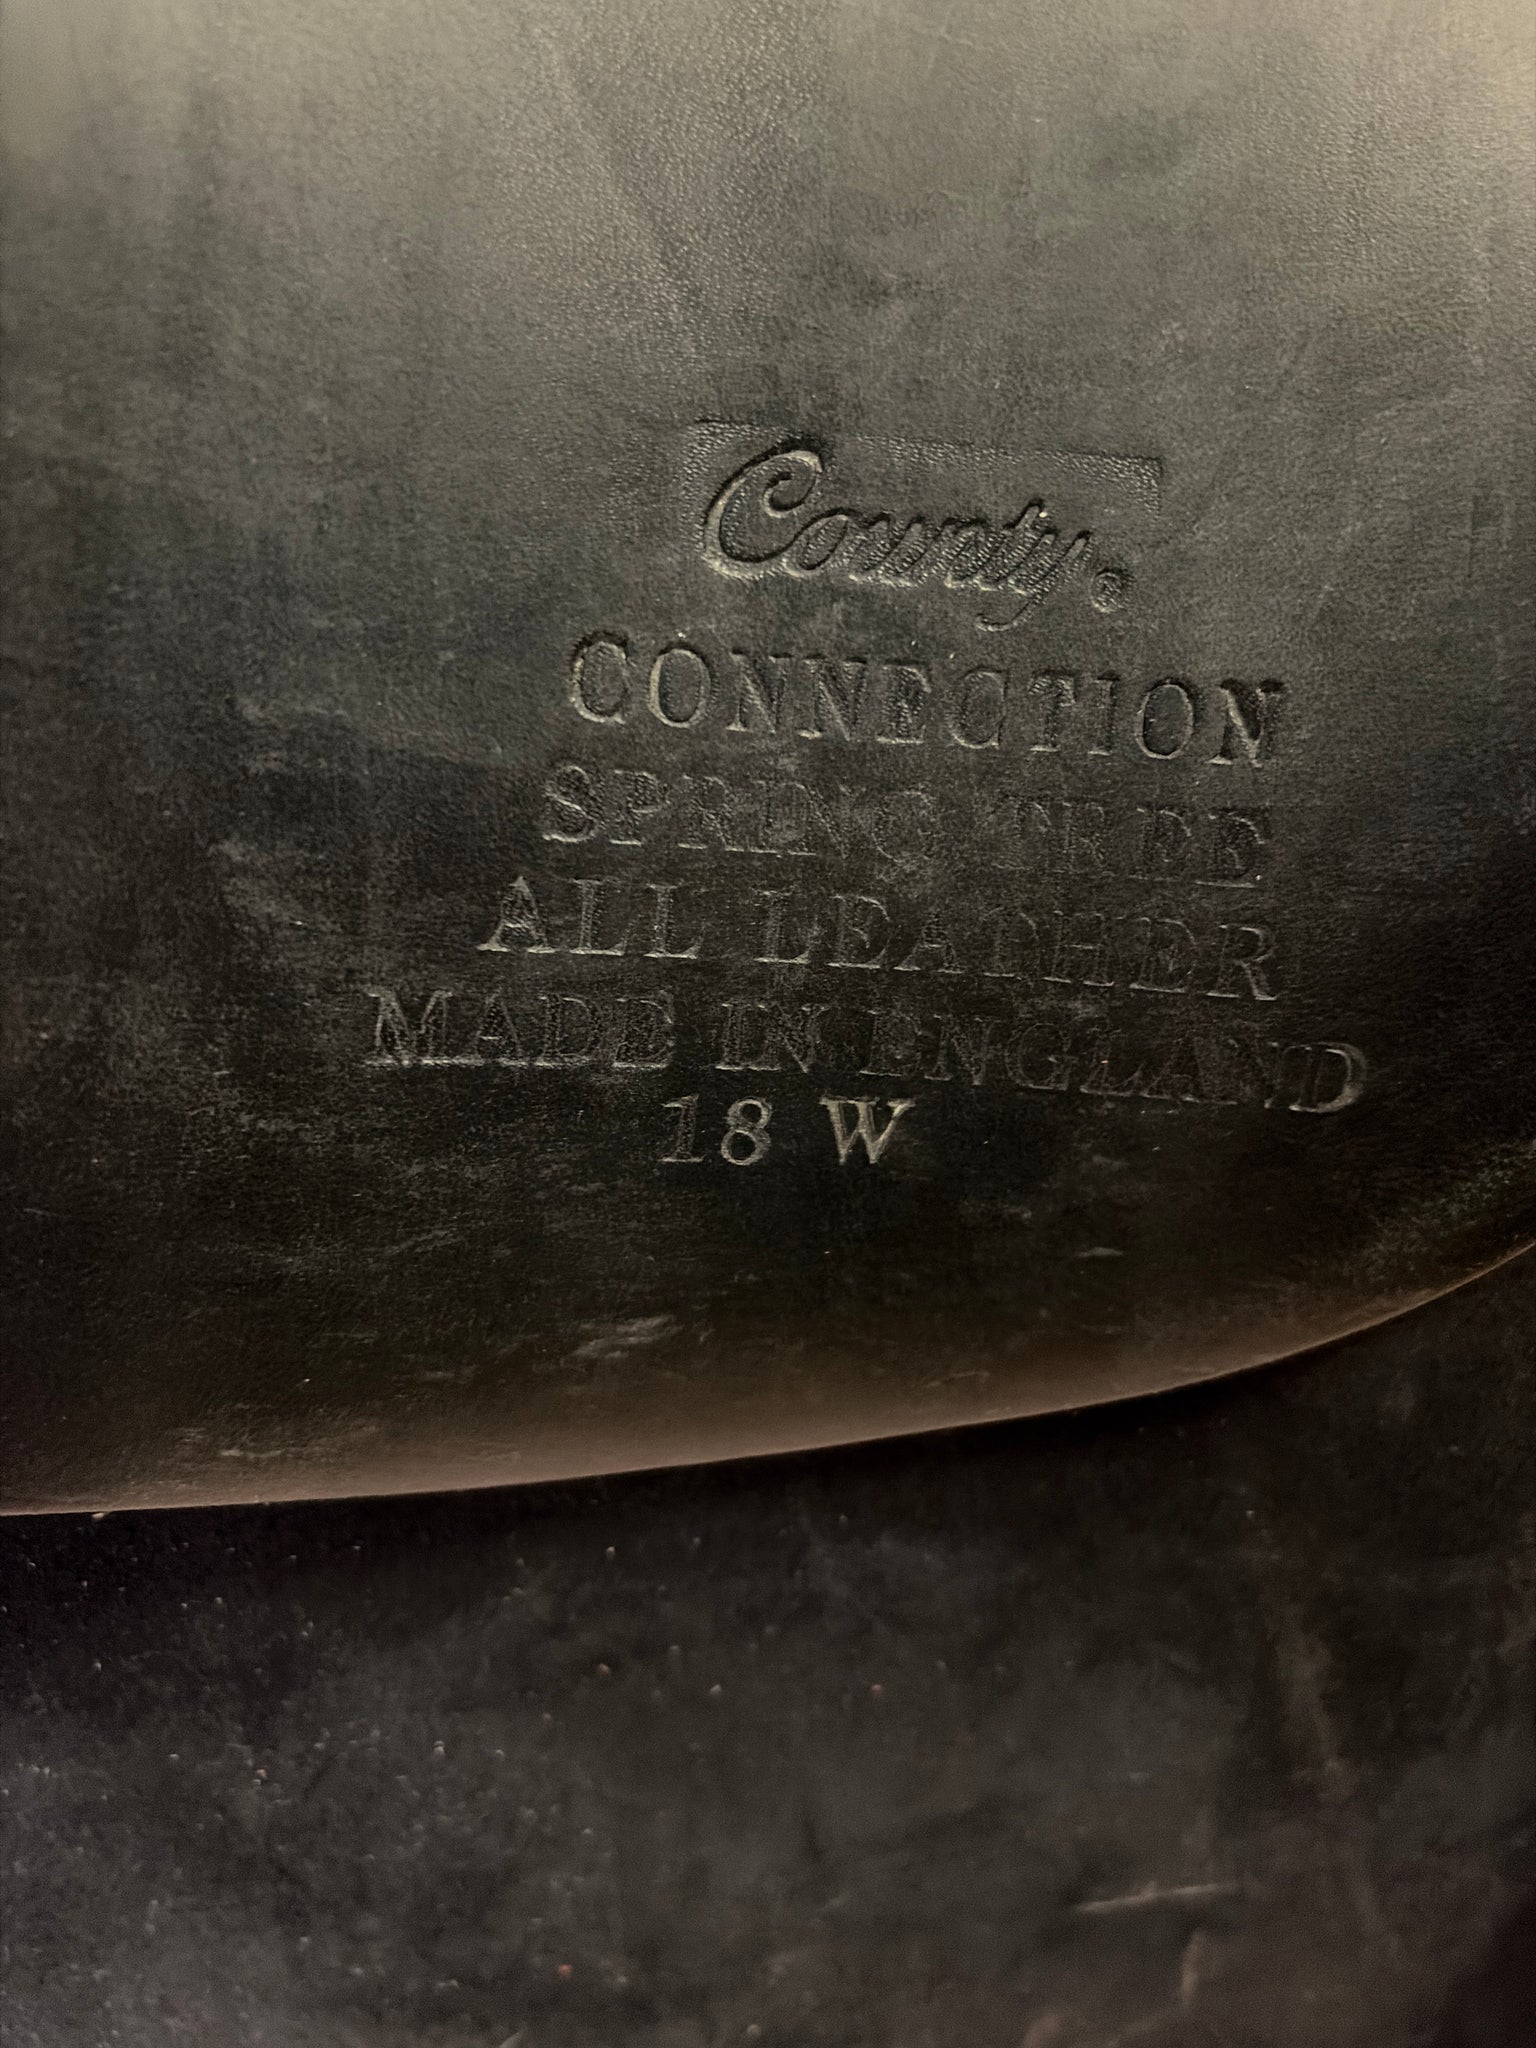 County®
CONNECTION
SPRING TREE
ALL LEATHER
MADE IN ENGLAND
18 W